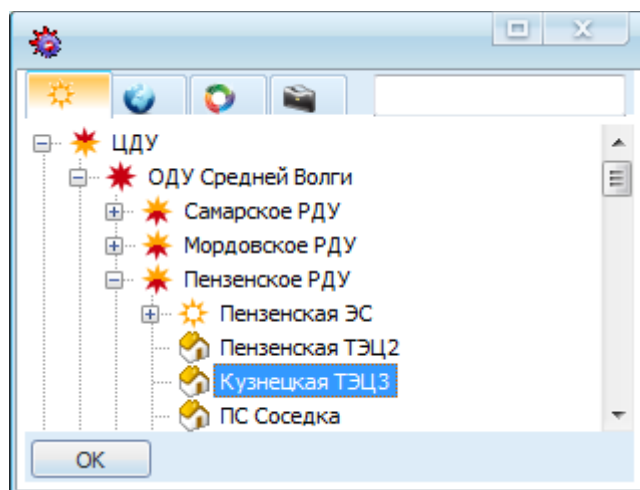 ЦДУ
ОДУ Средней Волги
Самарское РДУ
Мордовское РДУ
Пензенское РДУ
Пензенская ЭС
Пензенская ТЭЦ2
Кузнецкая ТЭЦ3
ПС Соседка
OK